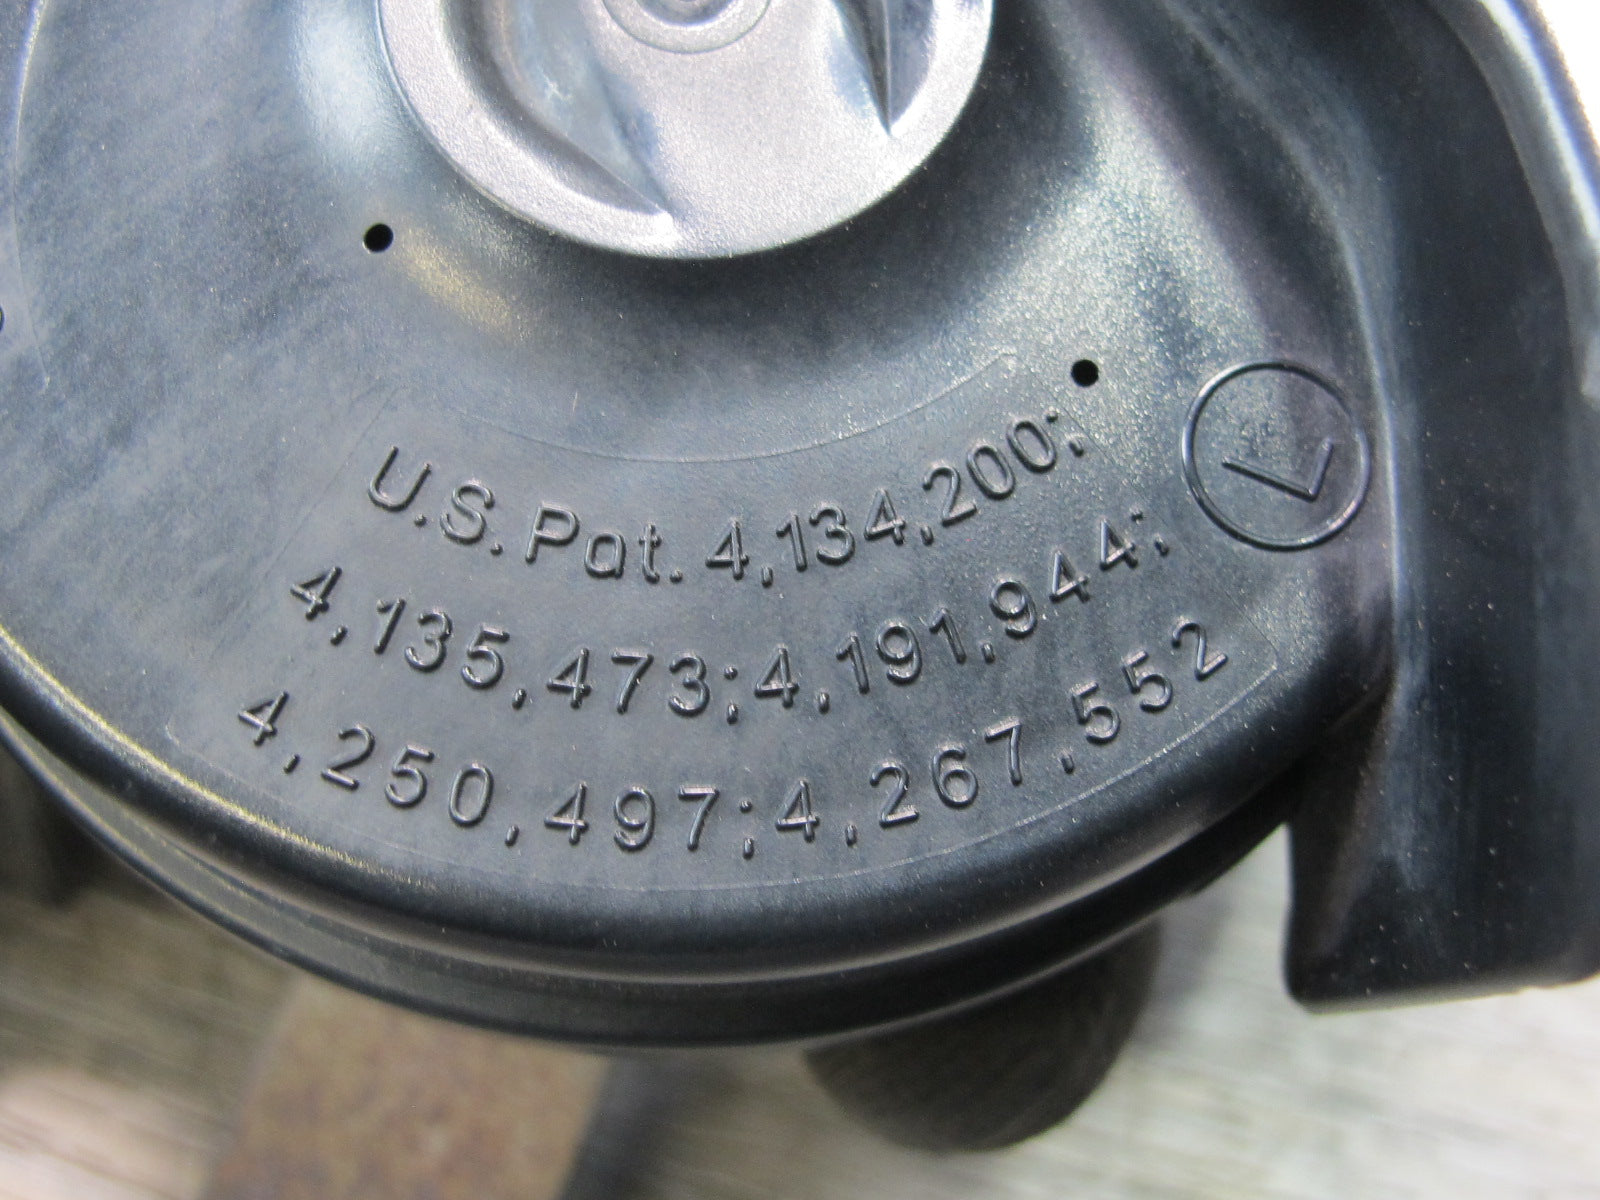 U.S. Pat. 4,134,200;
4,135,473;4,191,944;
4,250,497;4,267,552
L